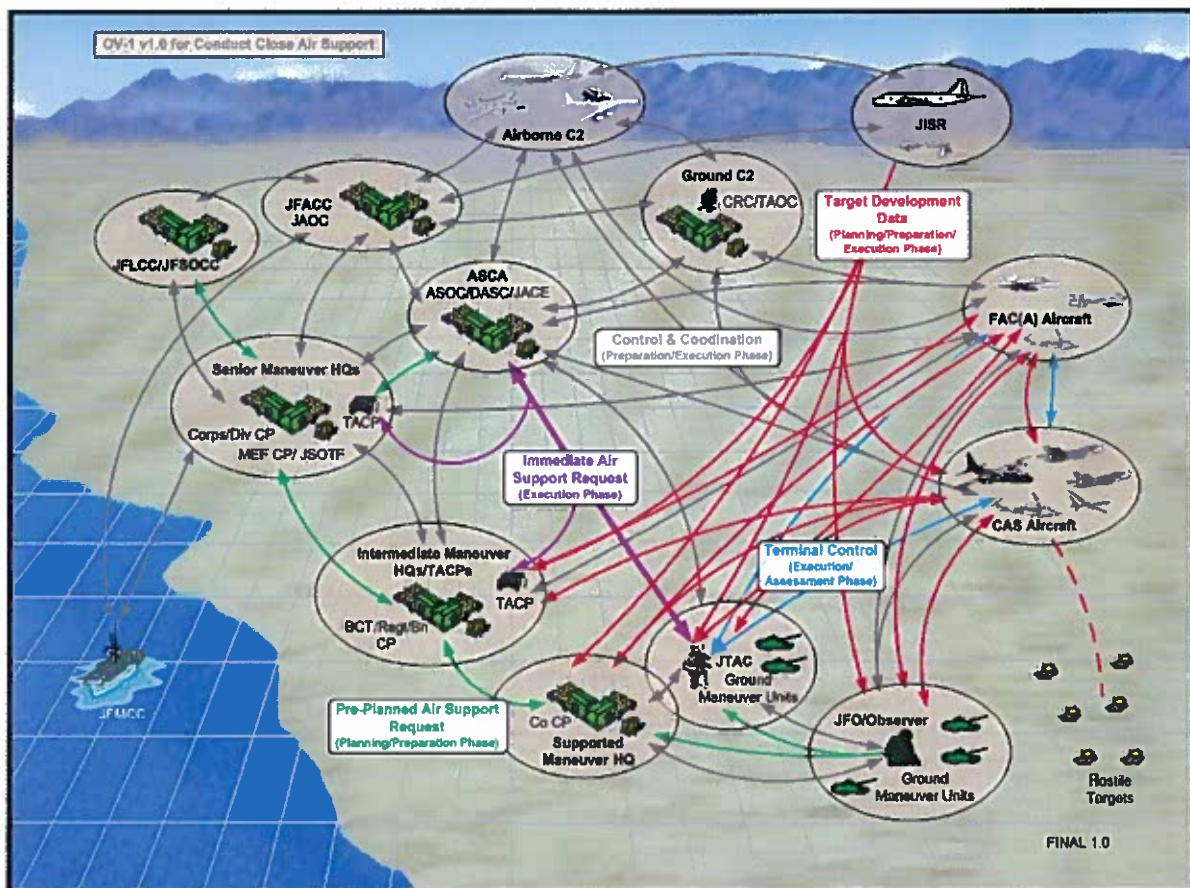 OV-1 v1.0 for Conduct Close Air Support
Airborne C2
JISR
Ground C2
CRC/TAOC
JFACC
JAOC
Target Development
Data
(Planning/Preparation/
Execution Phase)
JFLCC/JFSOCC
ASCA
ASOC/DASC/JACE
FAC(A) Aircraft
Control & Coodination
(Preparation/Execution Phase)
Senior Maneuver HQs
TACP
Corps/Div CP
MEF CP/ JSOTF
Immediate Air
Support Request
(Execution Phase)
CAS Aircraft
Terminal Control
(Execution/
Assessment Phase)
Intermediate Maneuver
HQs/TACPs
TACP
BCT/Regt/Bn
CP
JTAC
Ground
Maneuver Units
JFMCC
Pre-Planned Air Support
Request
(Planning/Preparation Phase)
Co CP
Supported
Maneuver HQ
JFO/Observer
Ground
Maneuver Units
Hostile
Targets
FINAL 1.0